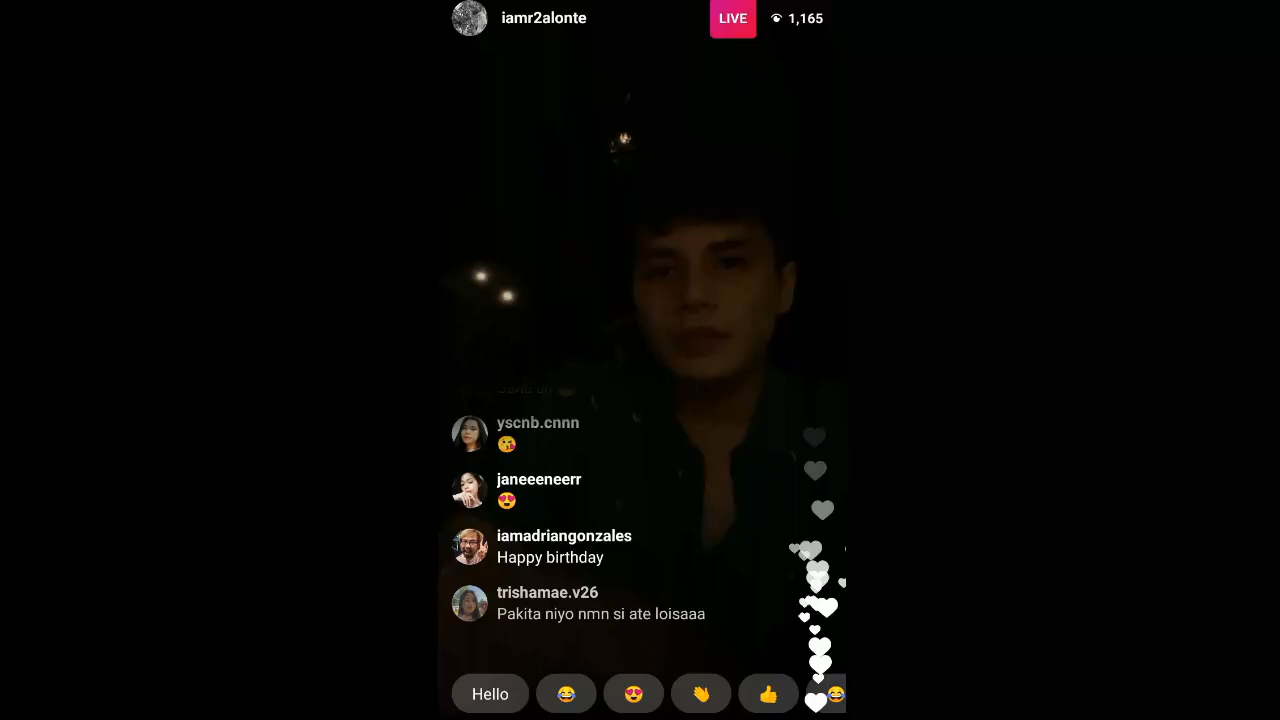 iamr2alonte
LIVE
1,165
yscnb.cnnn
😘
janeeeneerr
😍
iamadriangonzales
Happy birthday
trishamae.v26
Pakita niyo nmn si ate loisaaa
Hello 😂 😍 👏 👍 😂